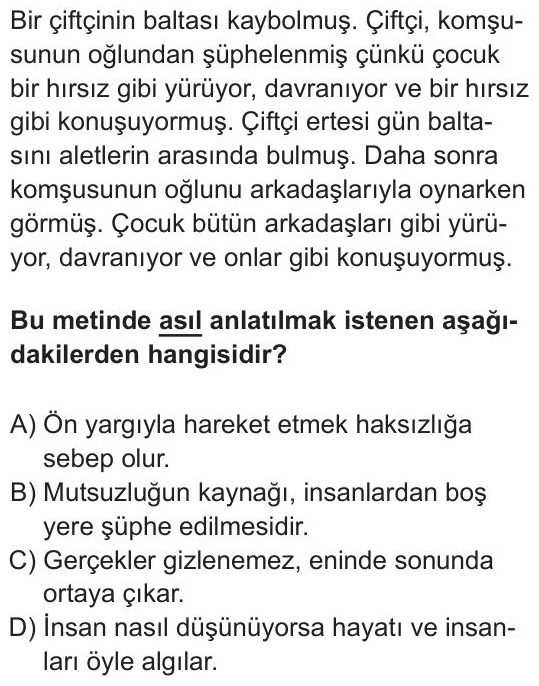 Bir çiftçinin baltası kaybolmuş. Çiftçi, komşu-
sunun oğlundan şüphelenmiş çünkü çocuk
bir hırsız gibi yürüyor, davranıyor ve bir hırsız
gibi konuşuyormuş. Çiftçi ertesi gün balta-
sını aletlerin arasında bulmuş. Daha sonra
komşusunun oğlunu arkadaşlarıyla oynarken
görmüş. Çocuk bütün arkadaşları gibi yürü-
yor, davranıyor ve onlar gibi konuşuyormuş.
Bu metinde asıl anlatılmak istenen aşağı-
dakilerden hangisidir?
A) Ön yargıyla hareket etmek haksızlığa
sebep olur.
B) Mutsuzluğun kaynağı, insanlardan boş
yere şüphe edilmesidir.
C) Gerçekler gizlenemez, eninde sonunda
ortaya çıkar.
D) İnsan nasıl düşünüyorsa hayatı ve insan-
ları öyle algılar.